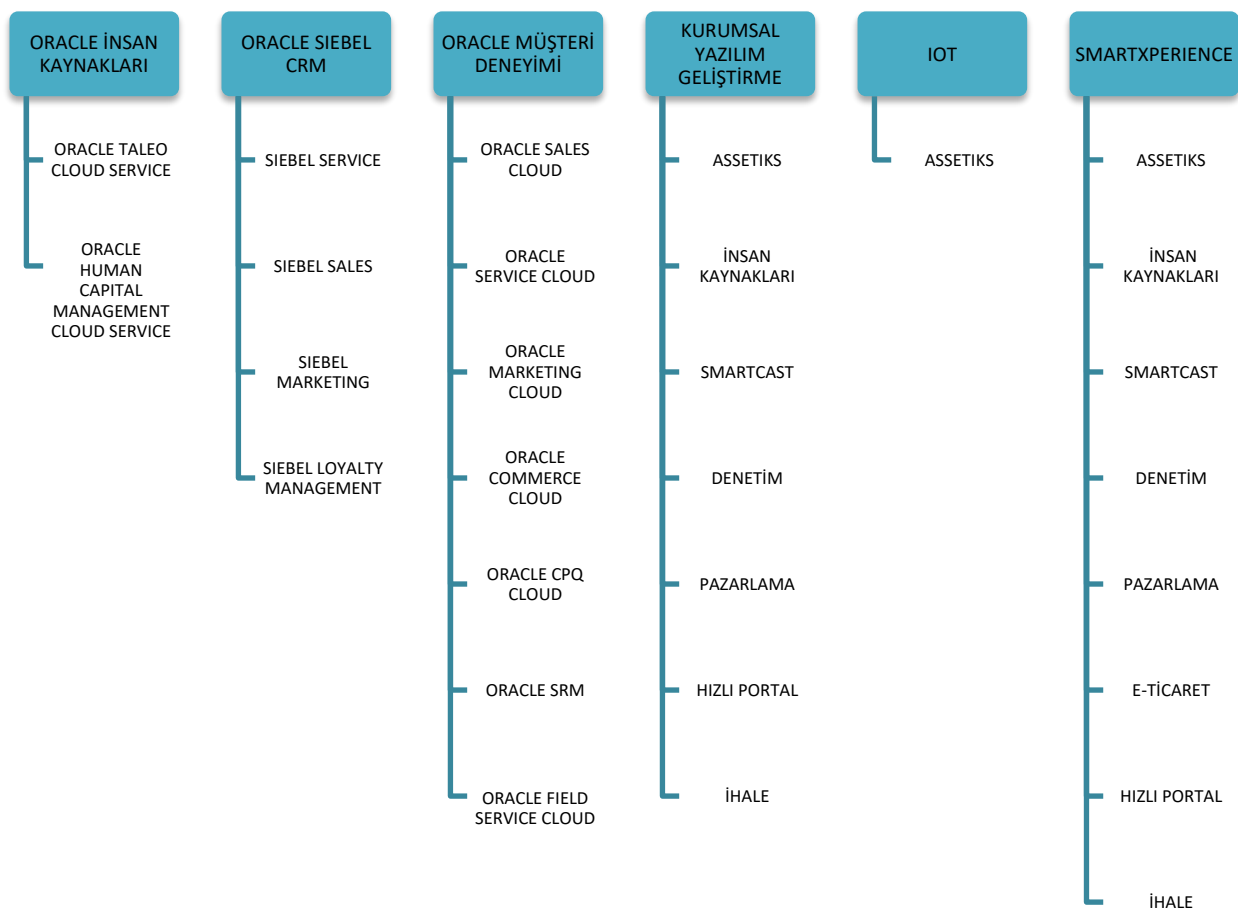 ORACLE İNSAN
KAYNAKLARI
ORACLE TALEO
CLOUD SERVICE
ORACLE
HUMAN
CAPITAL
MANAGEMENT
CLOUD SERVICE
ORACLE SIEBEL
CRM
SIEBEL SERVICE
SIEBEL SALES
SIEBEL
MARKETING
SIEBEL LOYALTY
MANAGEMENT
ORACLE MÜŞTERİ
DENEYİMİ
ORACLE SALES
CLOUD
ORACLE
SERVICE CLOUD
ORACLE
MARKETING
CLOUD
ORACLE
COMMERCE
CLOUD
ORACLE CPQ
CLOUD
ORACLE SRM
ORACLE FIELD
SERVICE CLOUD
KURUMSAL
YAZILIM
GELİŞTİRME
ASSETIKS
İNSAN
KAYNAKLARI
SMARTCAST
DENETİM
PAZARLAMA
HIZLI PORTAL
İHALE
IOT
ASSETIKS
SMARTXPERIENCE
ASSETIKS
İNSAN
KAYNAKLARI
SMARTCAST
DENETİM
PAZARLAMA
E-TİCARET
HIZLI PORTAL
İHALE